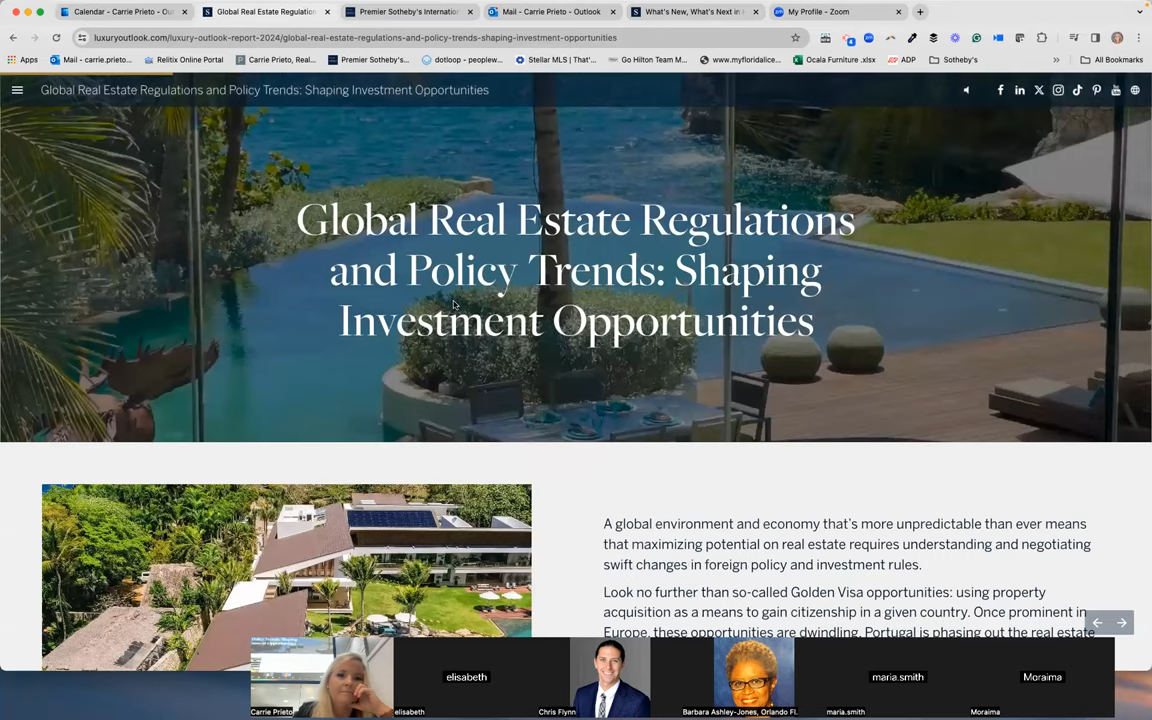 Calendar - Carrie Prieto - Ou
Global Real Estate Regulation
Premier Sotheby's Internatio
Mail - Carrie Prieto - Outlook
What's New, What's Next in
My Profile - Zoom
luxuryoutlook.com/luxury-outlook-report-2024/global-real-estate-regulations-and-policy-trends-shaping-investment-opportunities
Apps
Mail - carrie.prieto...
Relitix Online Portal
Carrie Prieto, Real...
Premier Sotheby's...
dotloop - peoplew...
Stellar MLS | That'...
Go Hilton Team M...
www.myfloridalice...
Ocala Furniture .xlsx
ADP
Sotheby's
All Bookmarks
Global Real Estate Regulations and Policy Trends: Shaping Investment Opportunities
Global Real Estate Regulations
and Policy Trends: Shaping
Investment Opportunities
A global environment and economy that's more unpredictable than ever means
that maximizing potential on real estate requires understanding and negotiating
swift changes in foreign policy and investment rules.
Look no further than so-called Golden Visa opportunities: using property
acquisition as a means to gain citizenship in a given country. Once prominent in
Europe, these opportunities are dwindling. Portugal is phasing out the real estate
elisabeth
maria.smith
Moraima
Carrie Prieto
elisabeth
Chris Flynn
Barbara Ashley-Jones, Orlando Fl.
maria.smith
Moraima